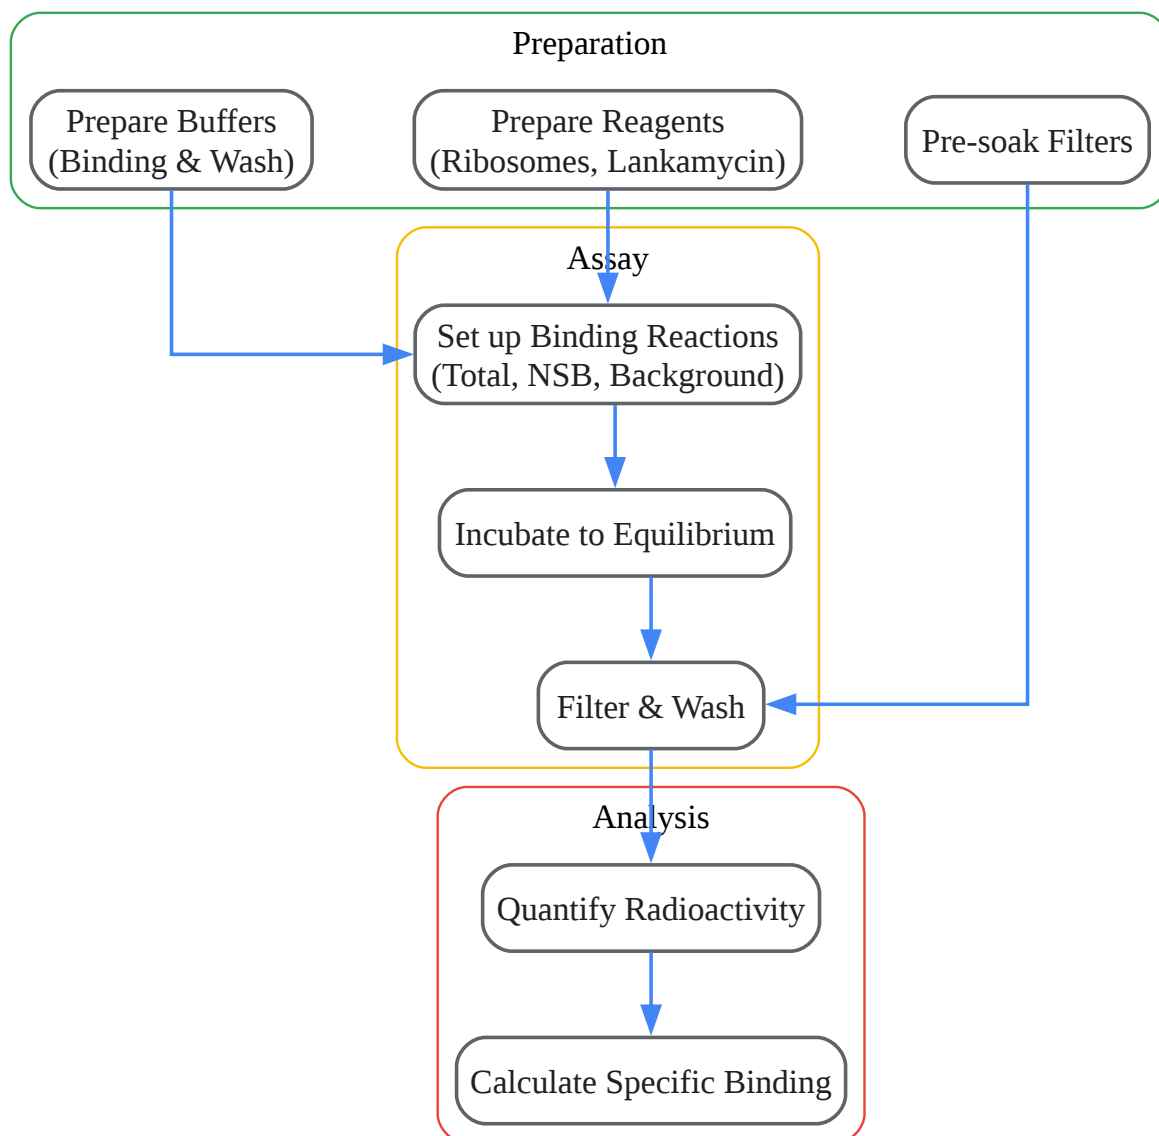 Preparation
Prepare Buffers
(Binding & Wash)
Prepare Reagents
(Ribosomes, Lankamycin)
Pre-soak Filters
Assay
Set up Binding Reactions
(Total, NSB, Background)
Incubate to Equilibrium
Filter & Wash
Analysis
Quantify Radioactivity
Calculate Specific Binding